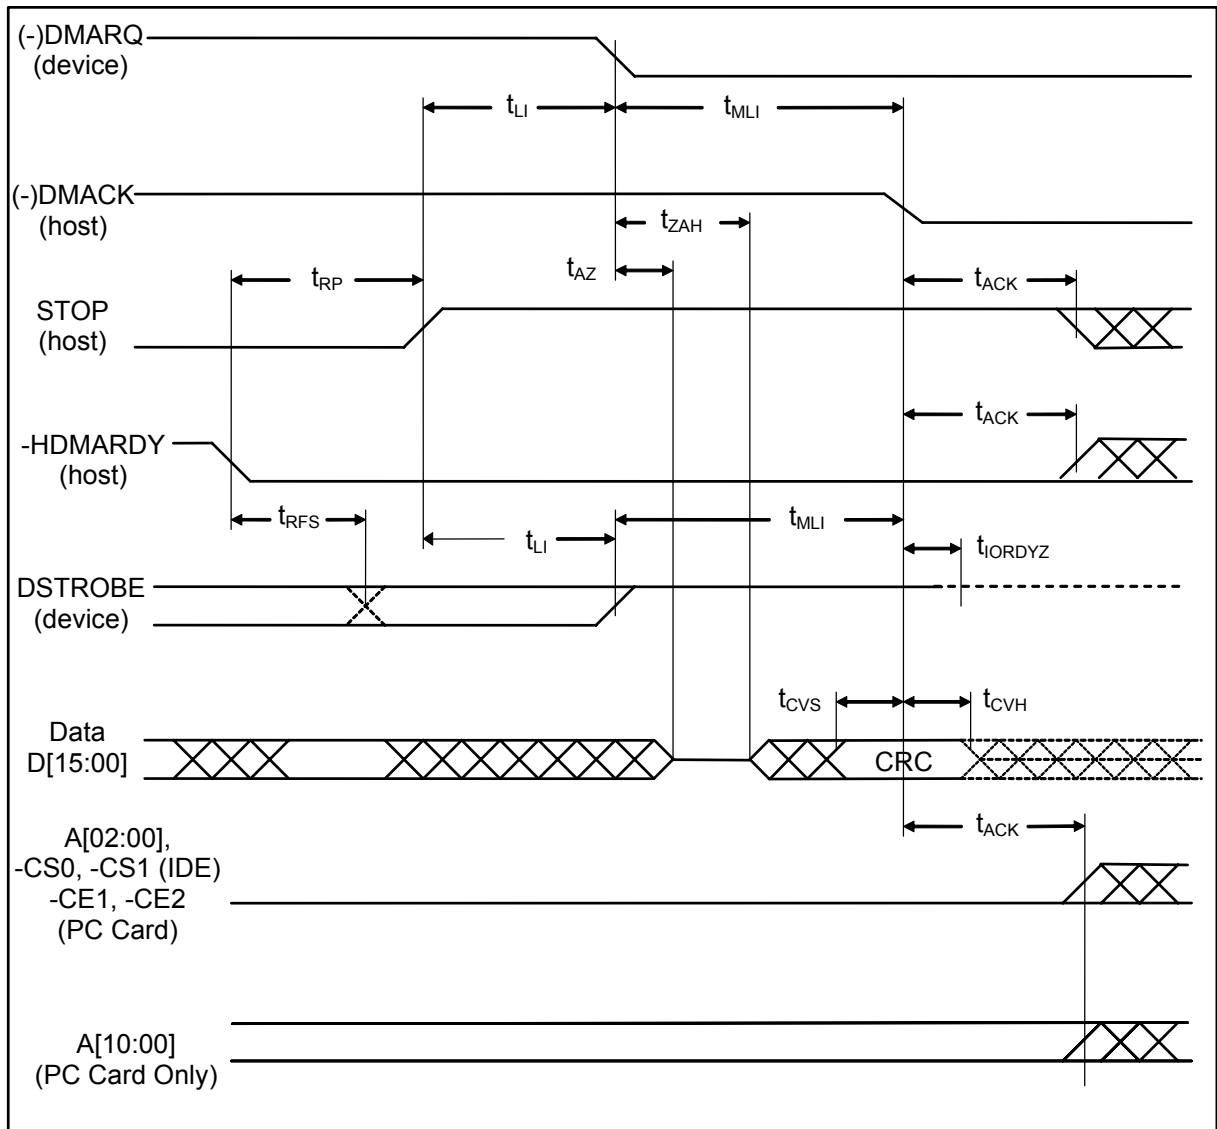 (-)DMARQ
(device)
tLI
tMLI
(-)DMACK
(host)
tZAH
tAZ
tRP
tACK
STOP
(host)
tACK
-HDMARDY
(host)
tRFS
tLI
tMLI
tIORDYZ
DSTROBE
(device)
tCVS
tCVH
Data
D[15:00]
CRC
tACK
A[02:00],
-CS0, -CS1 (IDE)
-CE1, -CE2
(PC Card)
A[10:00]
(PC Card Only)